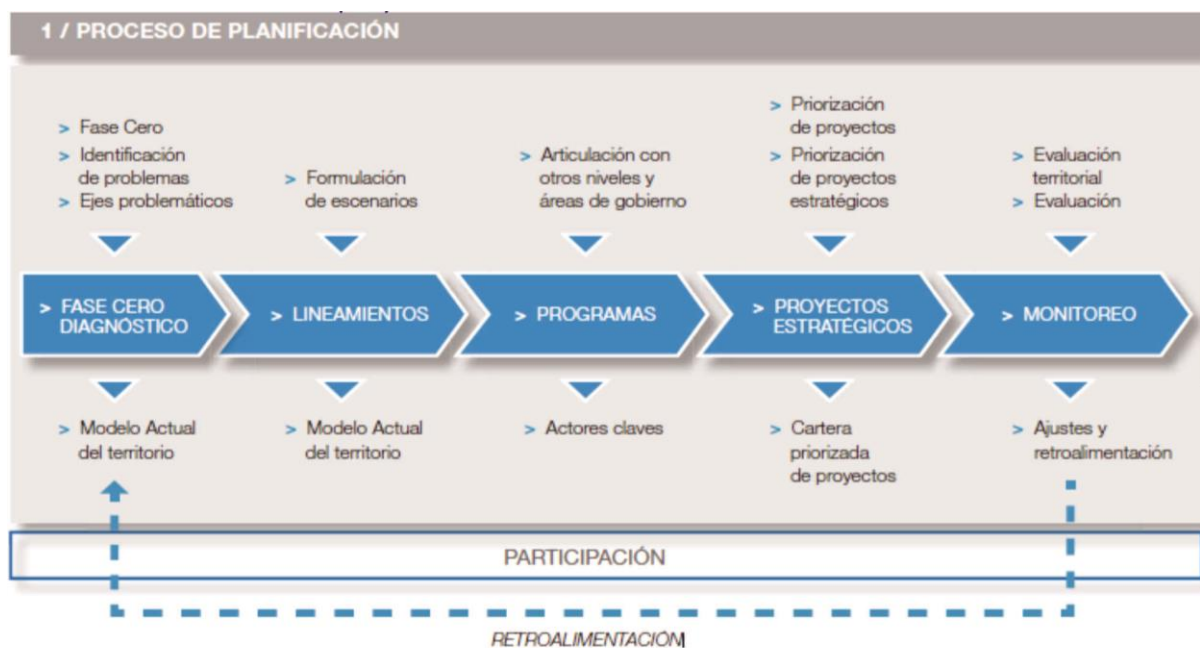 1 / PROCESO DE PLANIFICACIÓN
> Fase Cero
> Identificación
de problemas
> Ejes problemáticos
> Formulación
de escenarios
> Articulación con
otros niveles y
áreas de gobierno
> Priorización
de proyectos
> Priorización
de proyectos
estratégicos
> Evaluación
territorial
> Evaluación
> FASE CERO
DIAGNÓSTICO
> LINEAMIENTOS
> PROGRAMAS
> PROYECTOS
ESTRATÉGICOS
> MONITOREO
> Modelo Actual
del territorio
> Modelo Actual
del territorio
> Actores claves
> Cartera
priorizada
de proyectos
> Ajustes y
retroalimentación
PARTICIPACIÓN
RETROALIMENTACIÓN